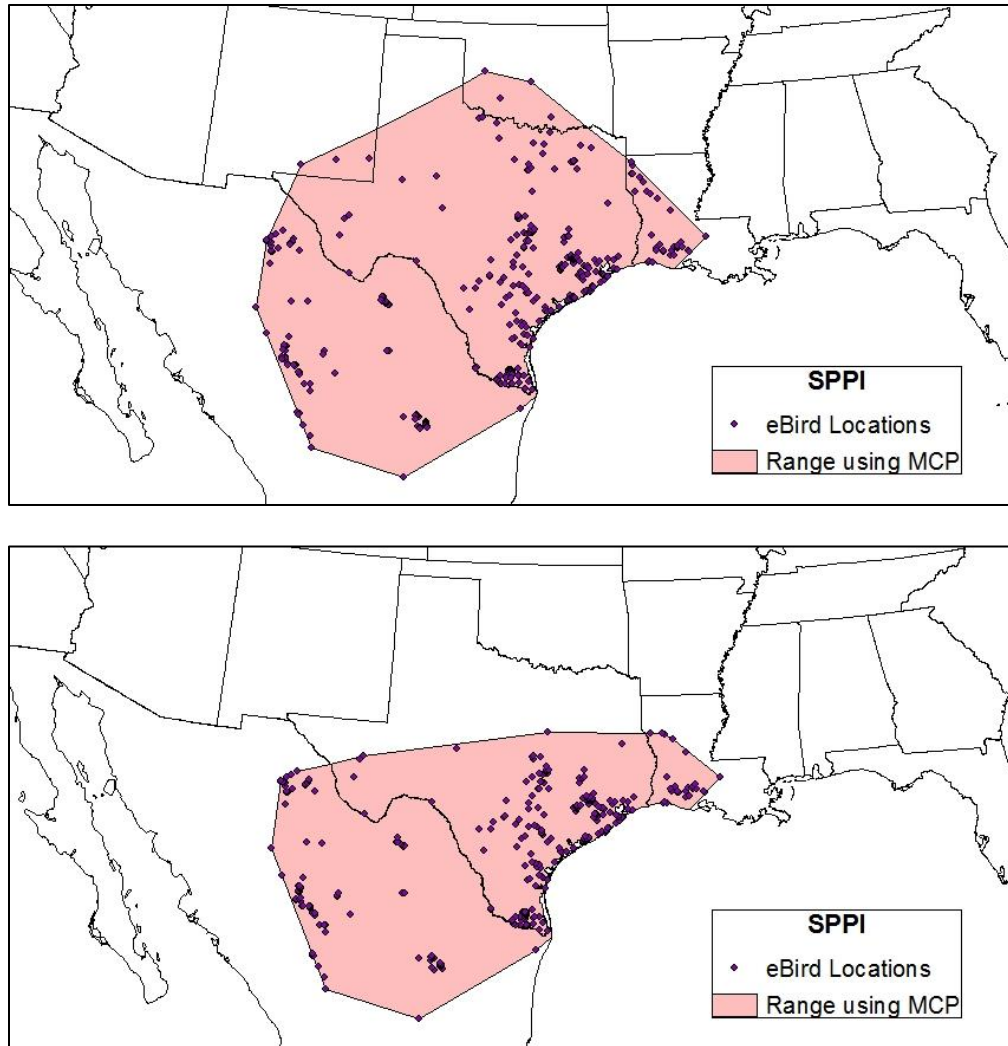 SPPI
eBird Locations
Range using MCP
SPPI
eBird Locations
Range using MCP